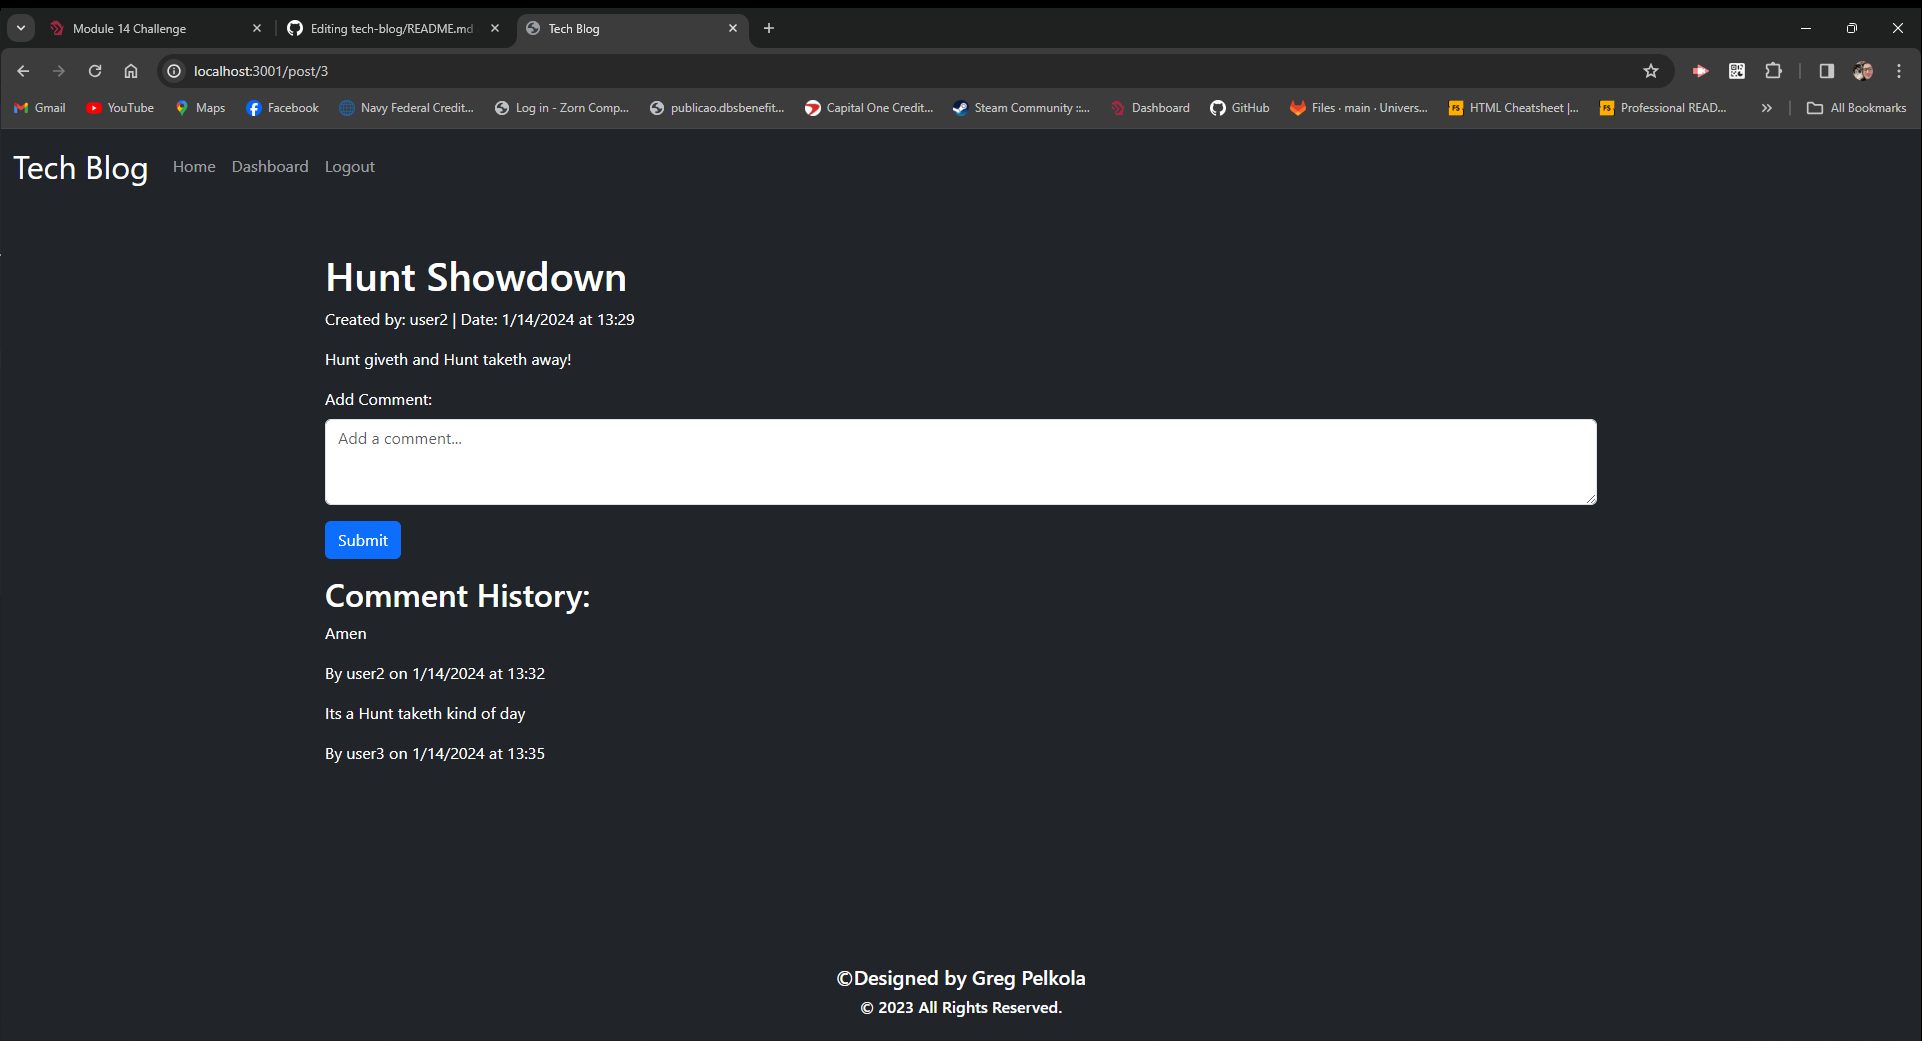 Module 14 Challenge
Editing tech-blog/README.md
Tech Blog
localhost:3001/post/3
Gmail YouTube Maps Facebook Navy Federal Credit... Log in - Zorn Comp... publicao.dbsbenefit... Capital One Credit... Steam Community ::... Dashboard GitHub Files · main · Univers... HTML Cheatsheet |... Professional READ... All Bookmarks
Tech Blog Home Dashboard Logout
Hunt Showdown
Created by: user2 | Date: 1/14/2024 at 13:29
Hunt giveth and Hunt taketh away!
Add Comment:
Add a comment...
Submit
Comment History:
Amen
By user2 on 1/14/2024 at 13:32
Its a Hunt taketh kind of day
By user3 on 1/14/2024 at 13:35
©Designed by Greg Pelkola
© 2023 All Rights Reserved.